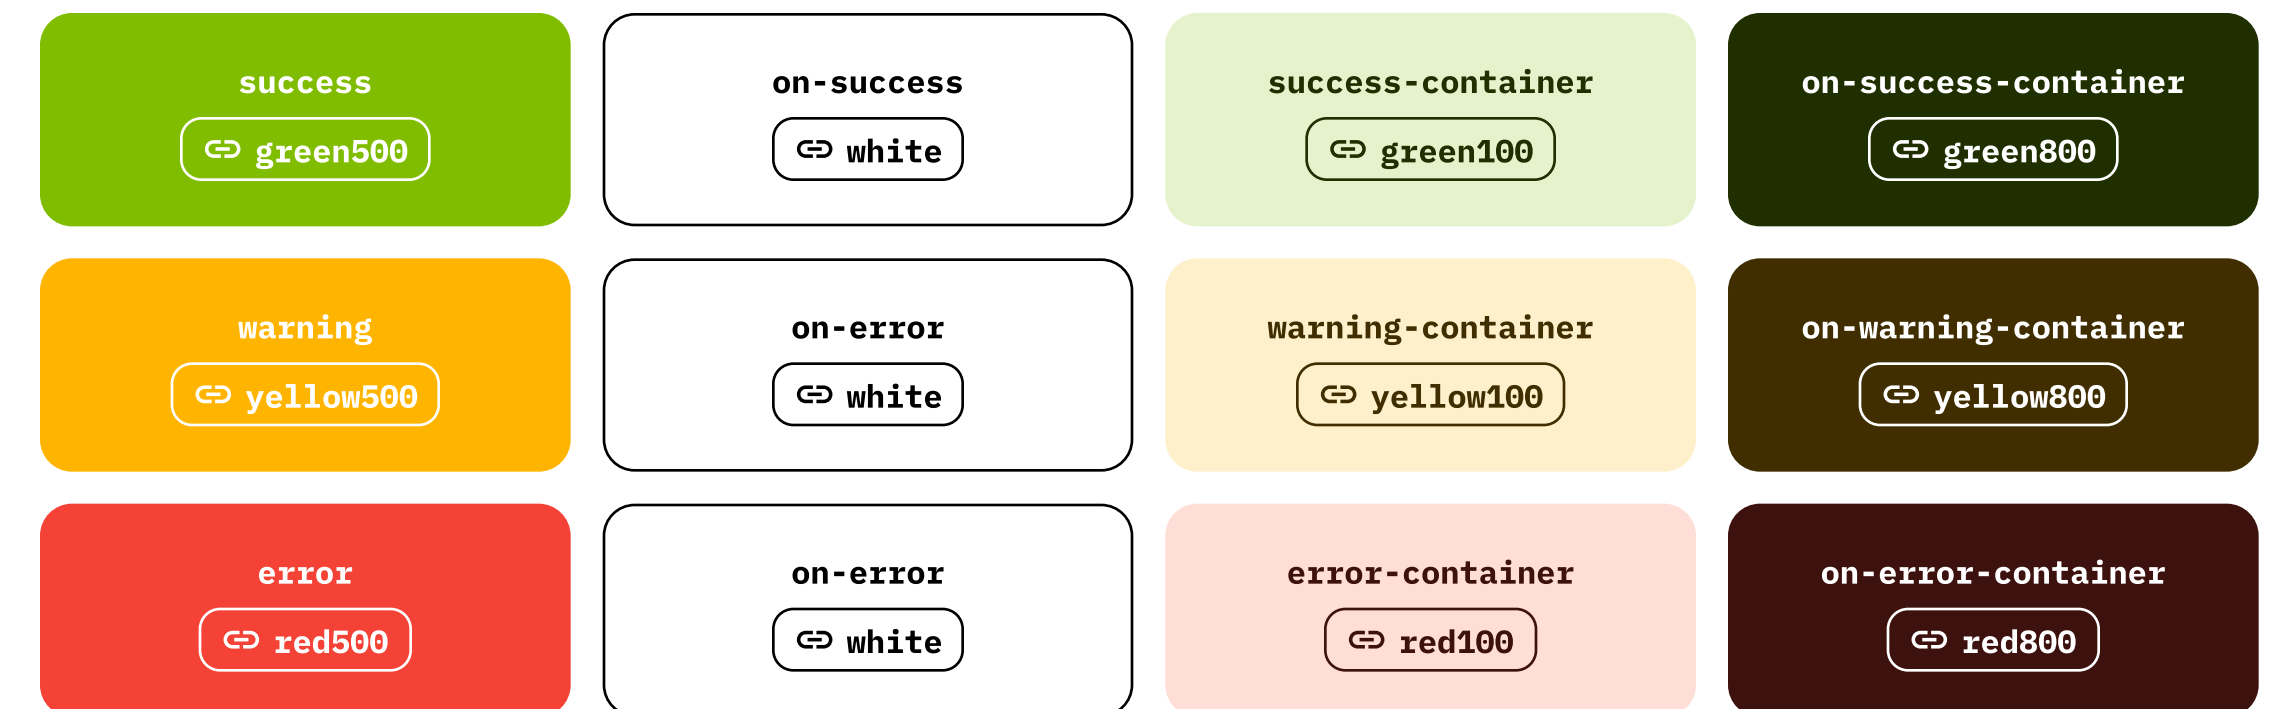 success
green500
on-success
white
success-container
green100
on-success-container
green800
warning
yellow500
on-error
white
warning-container
yellow100
on-warning-container
yellow800
error
red500
on-error
white
error-container
red100
on-error-container
red800